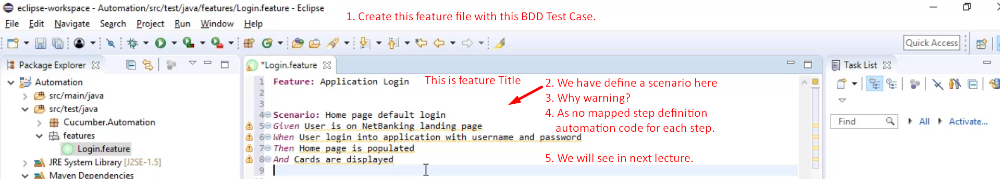 eclipse-workspace - Automation/src/test/java/features/Login.feature - Eclipse
File Edit Navigate Search Project Run Window Help
1. Create this feature file with this BDD Test Case.
Quick Access
Package Explorer
*Login.feature
Task List
Automation
src/main/java
src/test/java
Cucumber.Automation
features
Login.feature
JRE System Library [J2SE-1.5]
Maven Dependencies
1 Feature: Application Login
This is feature Title
2
3
4 Scenario: Home page default login
5 Given User is on NetBanking landing page
6 When User login into application with username and password
7 Then Home page is populated
8 And Cards are displayed
9
2. We have define a scenario here
3. Why warning?
4. As no mapped step definition
automation code for each step.
5. We will see in next lecture.
Find All Activate...